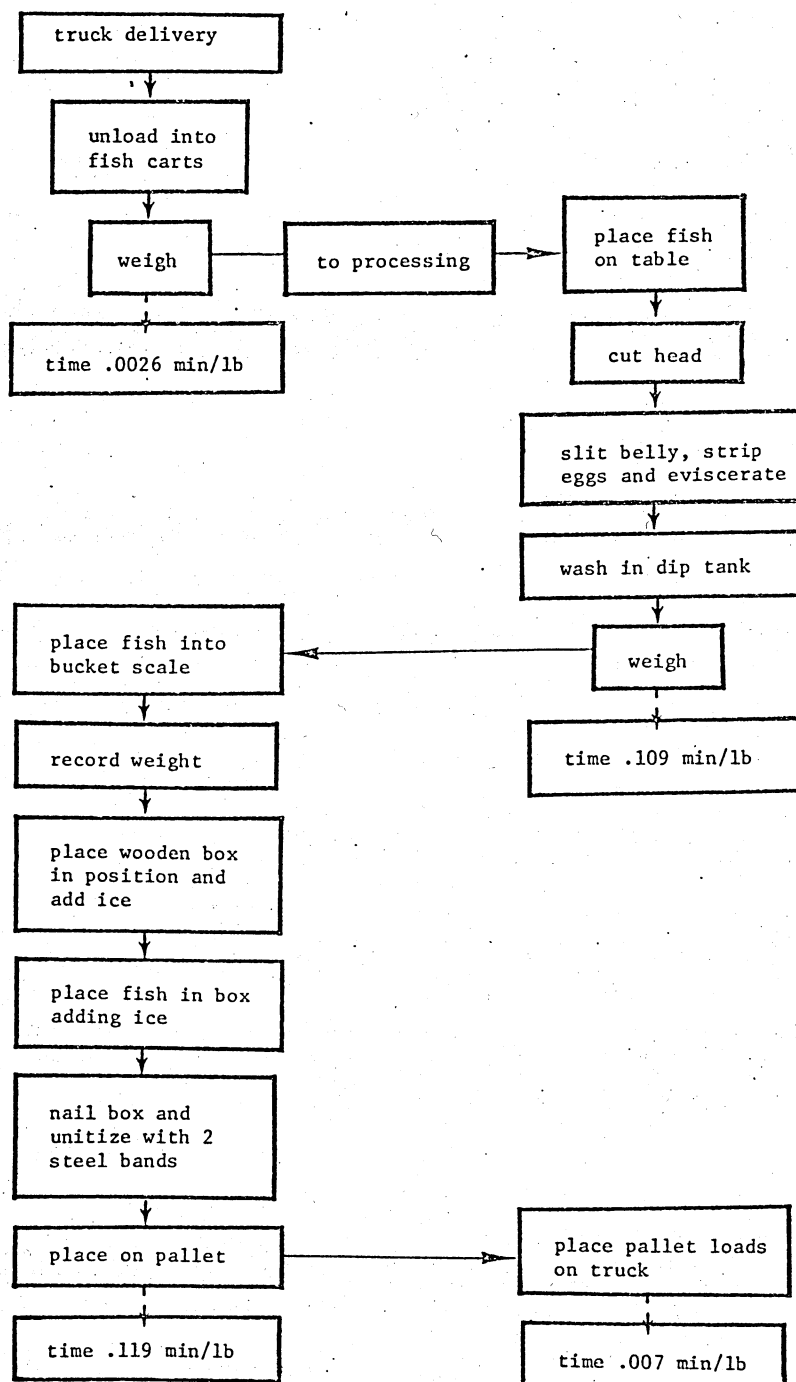 truck delivery
unload into
fish carts
weigh
to processing
place fish
on table
time .0026 min/lb
cut head
slit belly, strip
eggs and eviscerate
wash in dip tank
weigh
time .109 min/lb
place fish into
bucket scale
record weight
place wooden box
in position and
add ice
place fish in box
adding ice
nail box and
unitize with 2
steel bands
place on pallet
time .119 min/lb
place pallet loads
on truck
time .007 min/lb